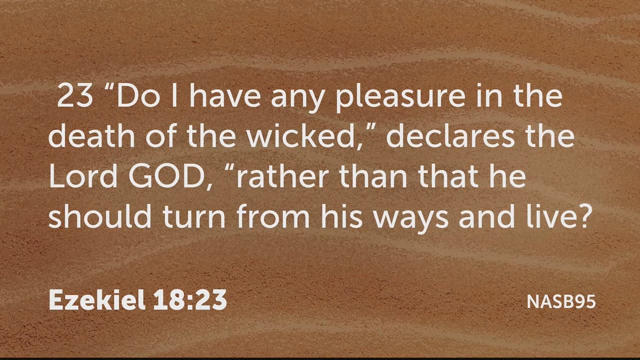 23 “Do I have any pleasure in the
death of the wicked,” declares the
Lord GOD, “rather than that he
should turn from his ways and live?
Ezekiel 18:23
NASB95